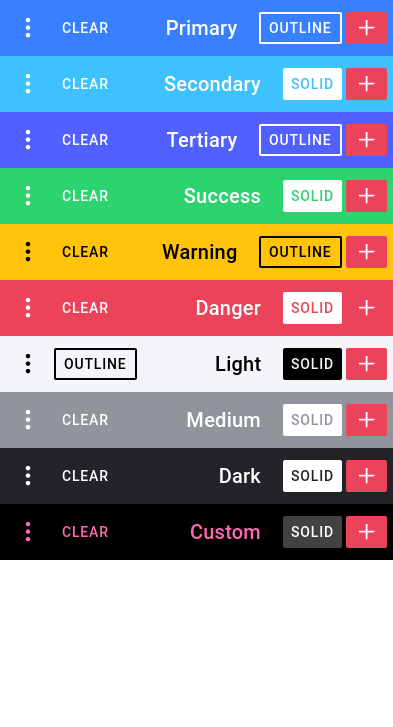 CLEAR Primary OUTLINE
CLEAR Secondary SOLID
CLEAR Tertiary OUTLINE
CLEAR Success SOLID
CLEAR Warning OUTLINE
CLEAR Danger SOLID
OUTLINE Light SOLID
CLEAR Medium SOLID
CLEAR Dark SOLID
CLEAR Custom SOLID